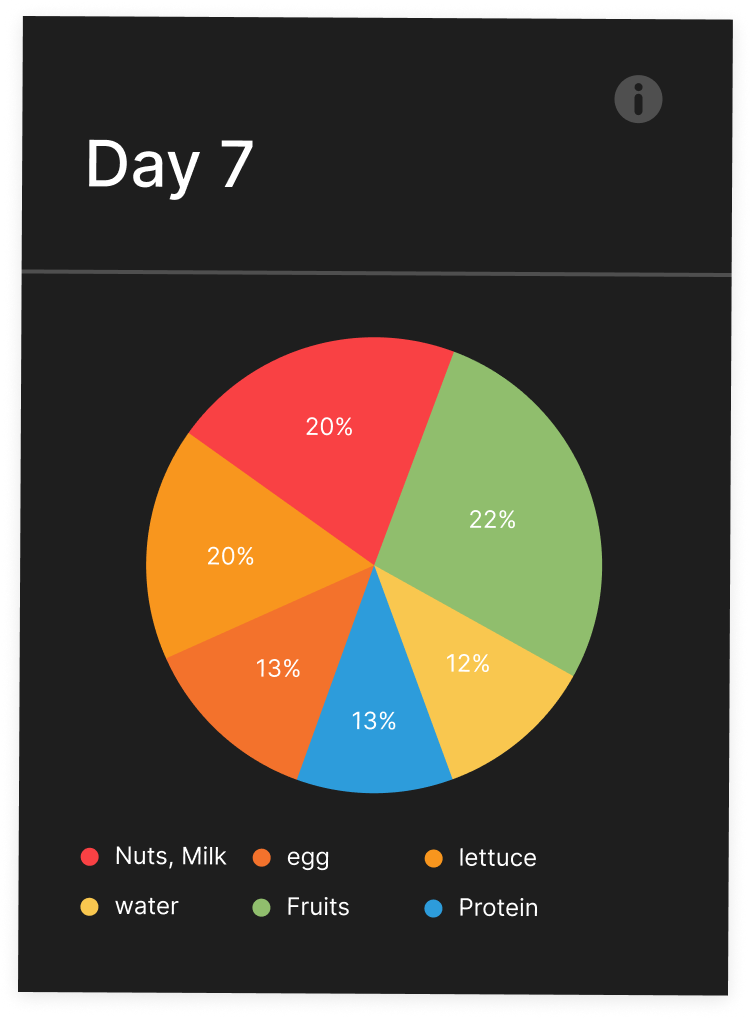 Day 7
20%
22%
20%
13%
12%
13%
Nuts, Milk egg lettuce
water Fruits Protein